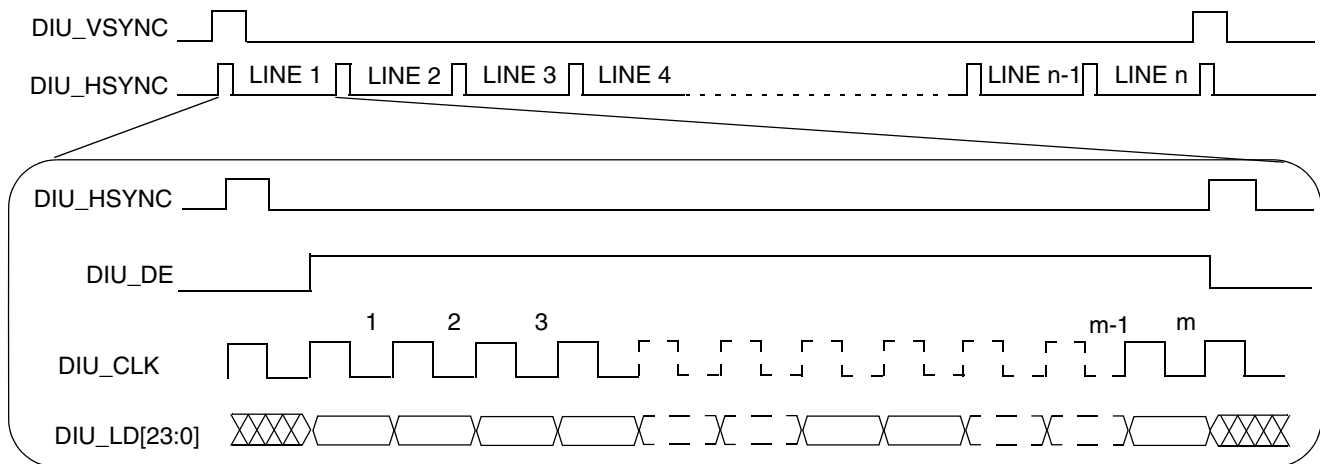 DIU_VSYNC
DIU_HSYNC LINE 1 LINE 2 LINE 3 LINE 4 LINE n-1 LINE n
DIU_HSYNC
DIU_DE
1 2 3 m-1 m
DIU_CLK
DIU_LD[23:0]